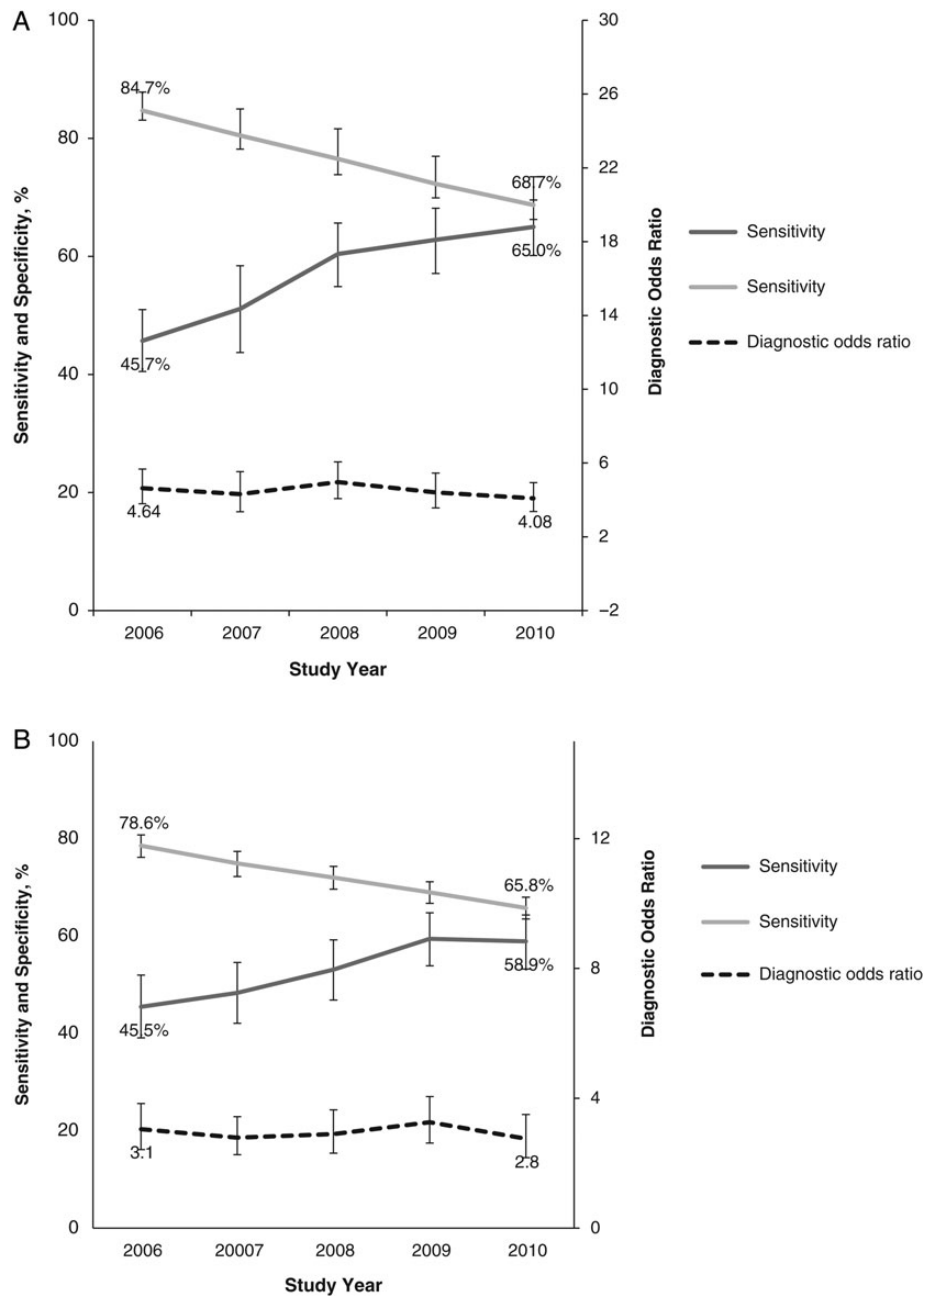 A
100
80
60
40
20
0
Sensitivity and Specificity, %
84.7%
45.7%
4.64
68.7%
65.0%
4.08
30
26
22
18
14
10
6
2
−2
Diagnostic Odds Ratio
Sensitivity
Sensitivity
Diagnostic odds ratio
2006 2007 2008 2009 2010
Study Year
B
100
80
60
40
20
0
Sensitivity and Specificity, %
78.6%
45.5%
3.1
65.8%
58.9%
2.8
12
8
4
0
Diagnostic Odds Ratio
Sensitivity
Sensitivity
Diagnostic odds ratio
2006 20007 2008 2009 2010
Study Year